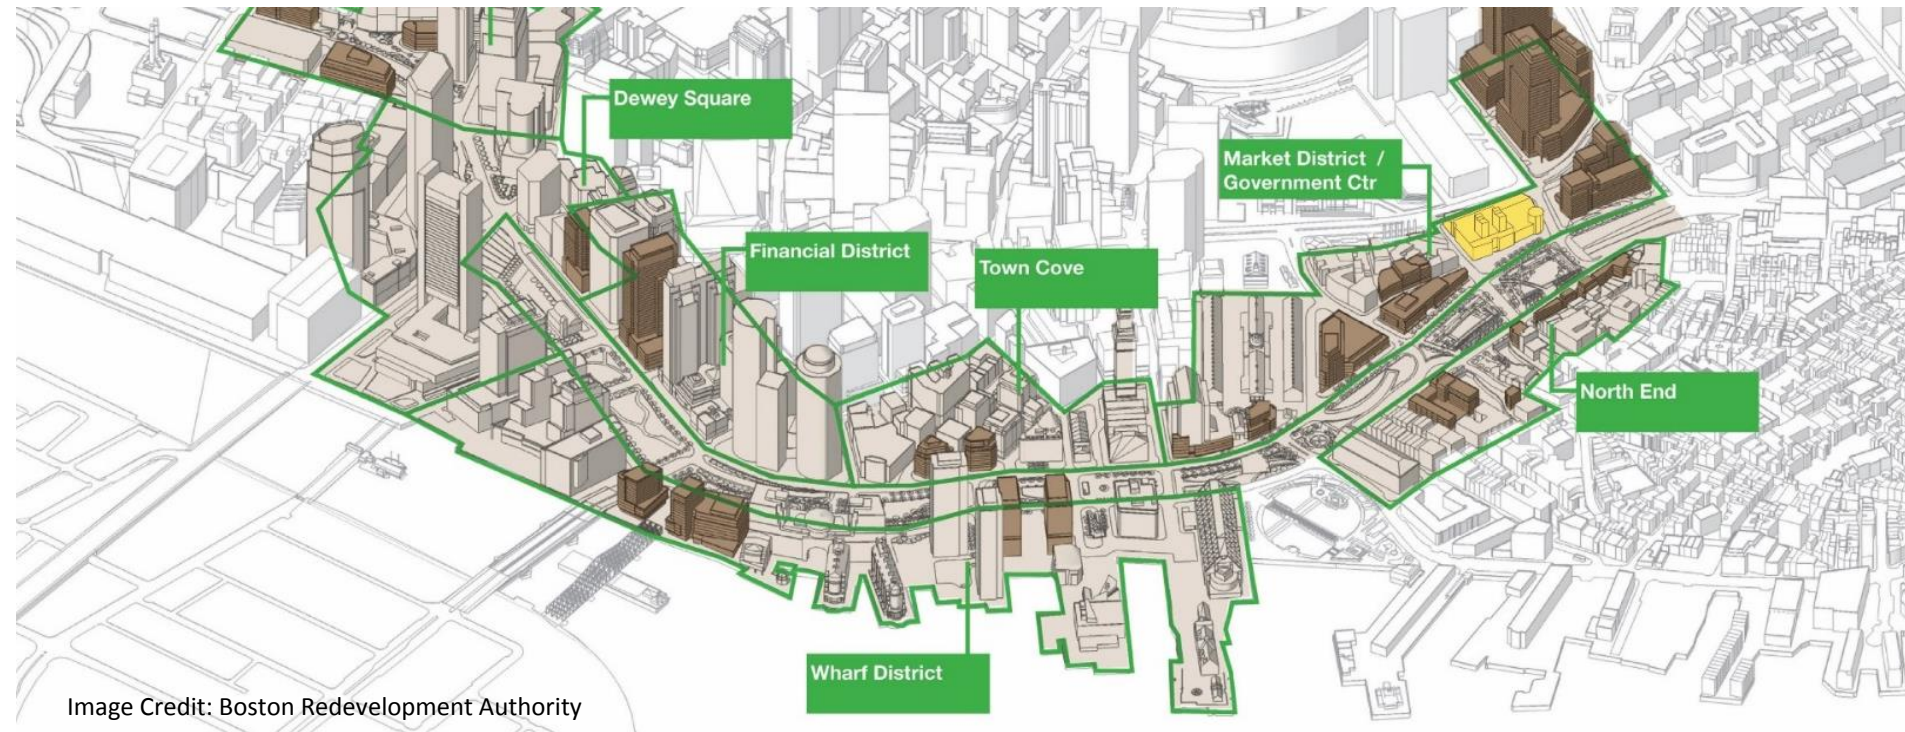 Dewey Square
Market District /
Government Ctr
Financial District
Town Cove
North End
Wharf District
Image Credit: Boston Redevelopment Authority